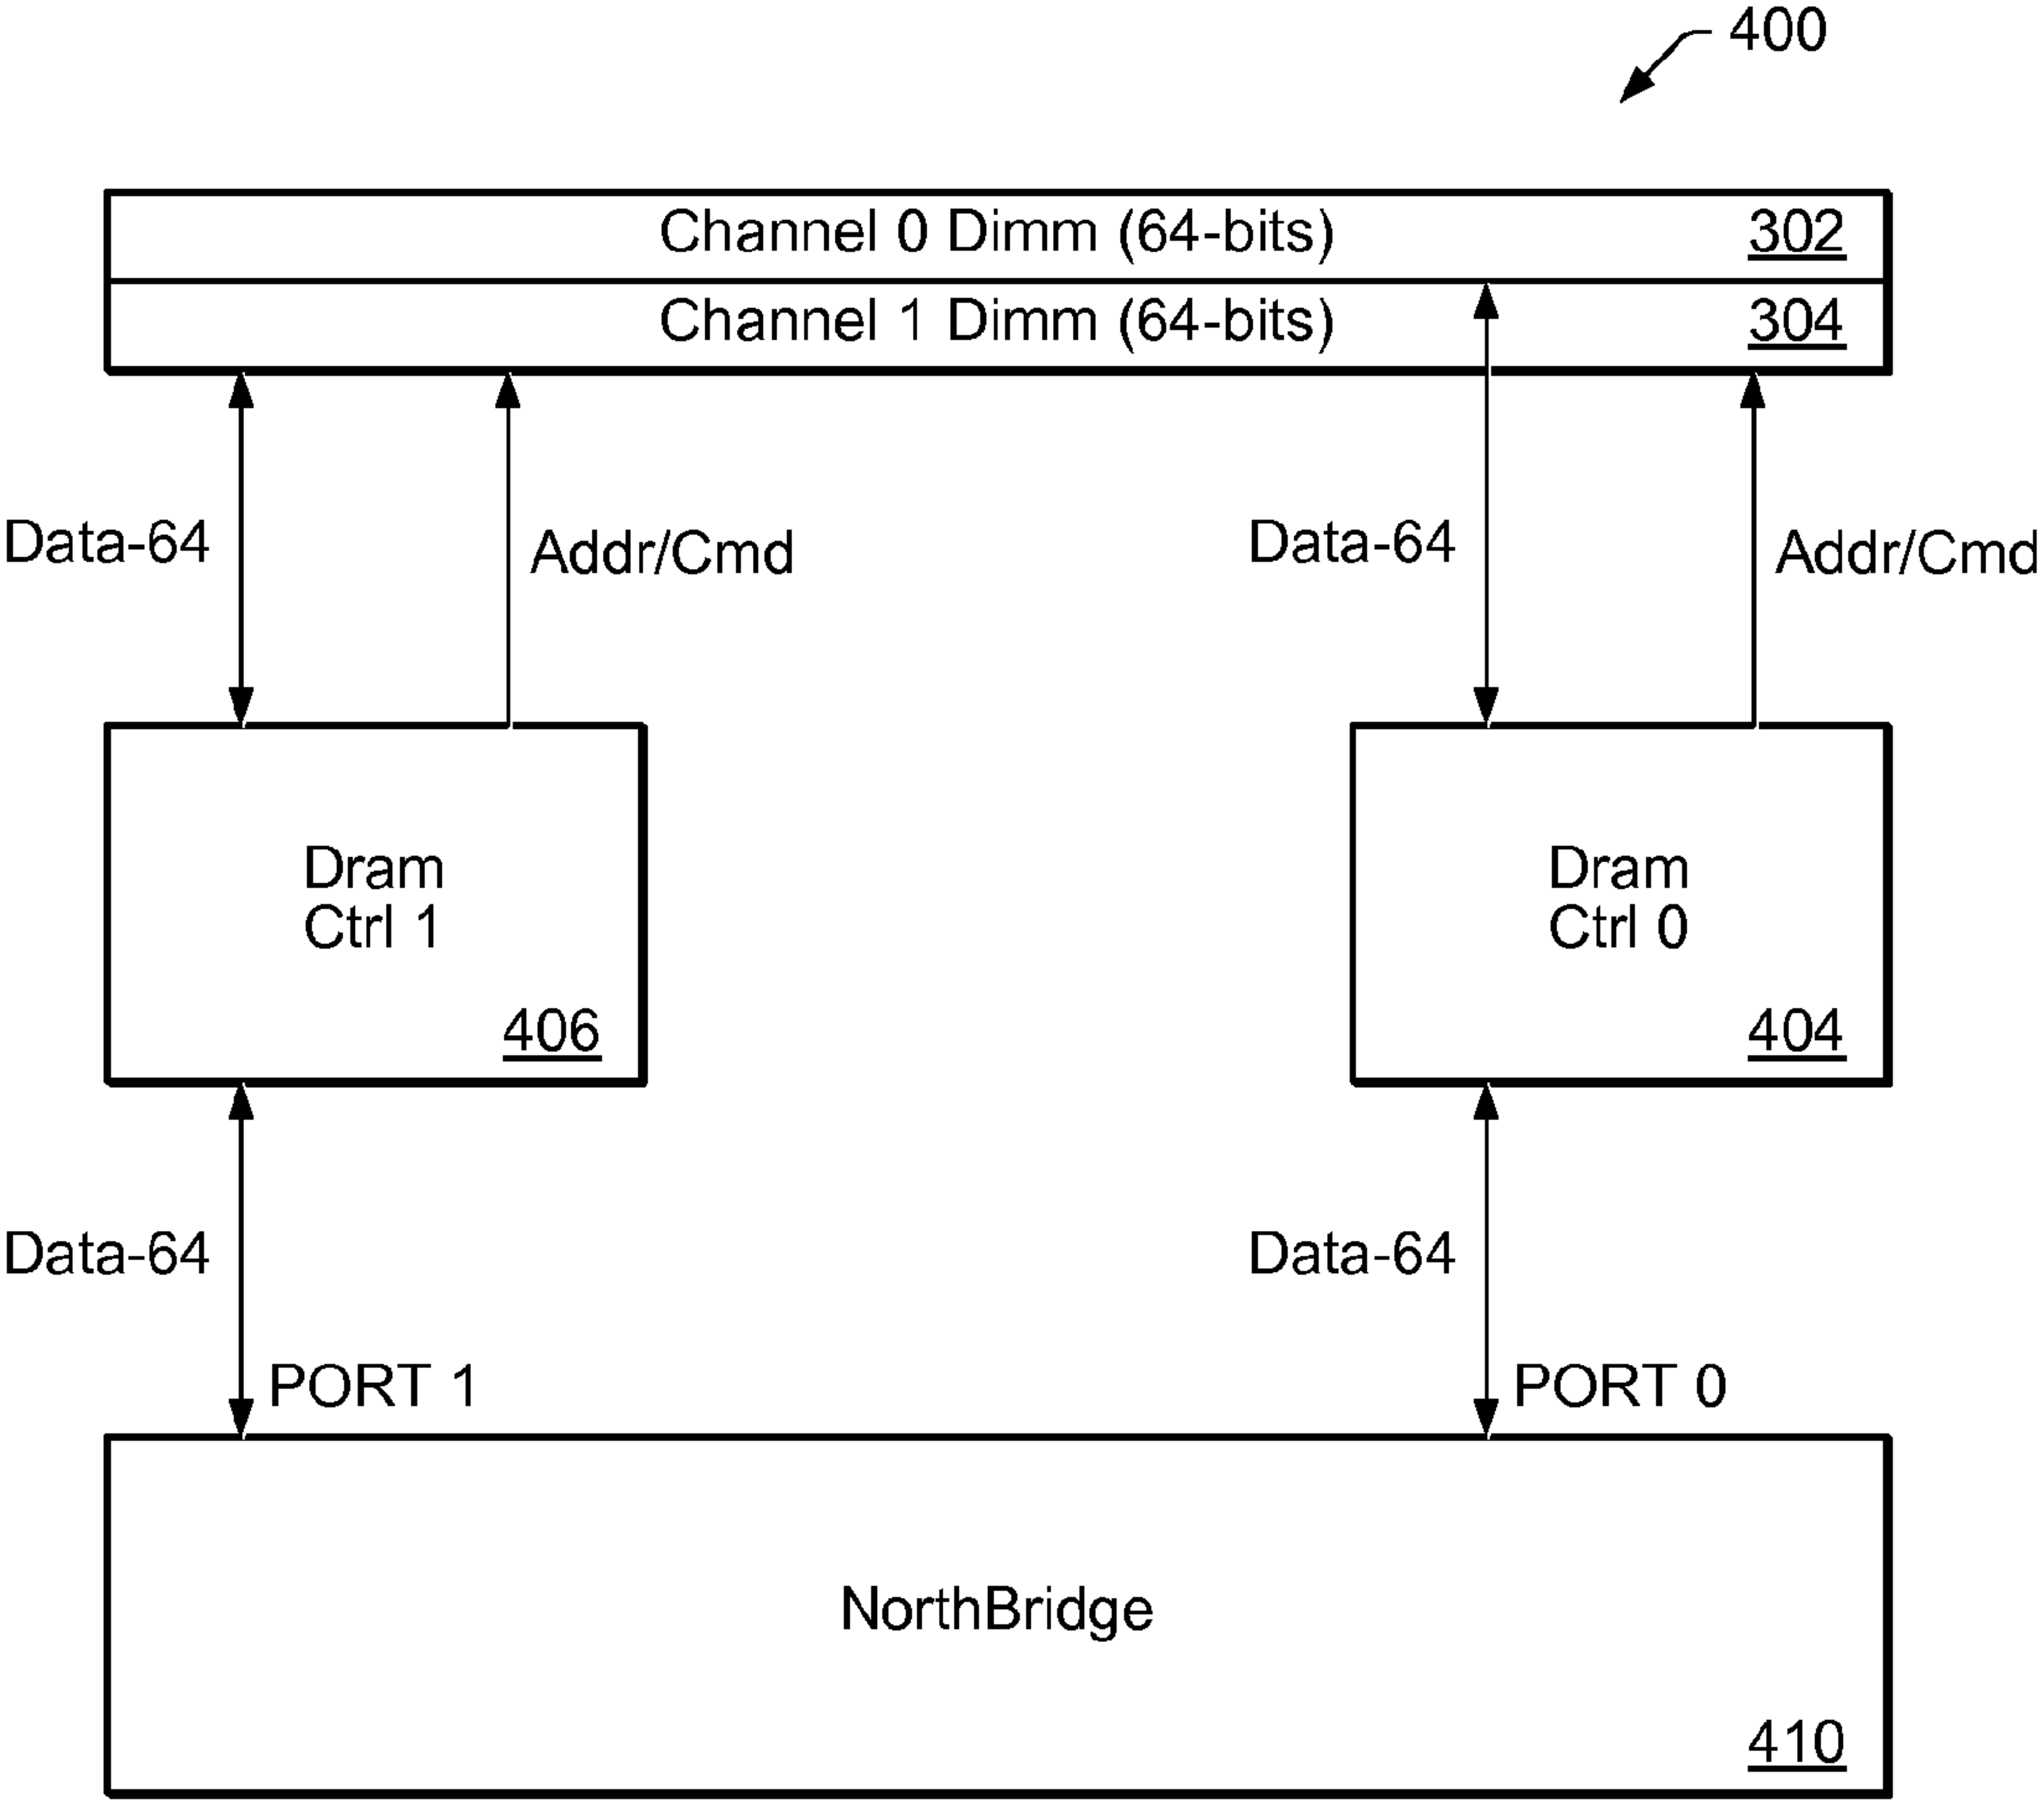 400
Channel 0 Dimm (64-bits) 302
Channel 1 Dimm (64-bits) 304
Data-64
Addr/Cmd
Data-64
Addr/Cmd
Dram
Ctrl 1
406
Dram
Ctrl 0
404
Data-64
Data-64
PORT 1
PORT 0
NorthBridge
410